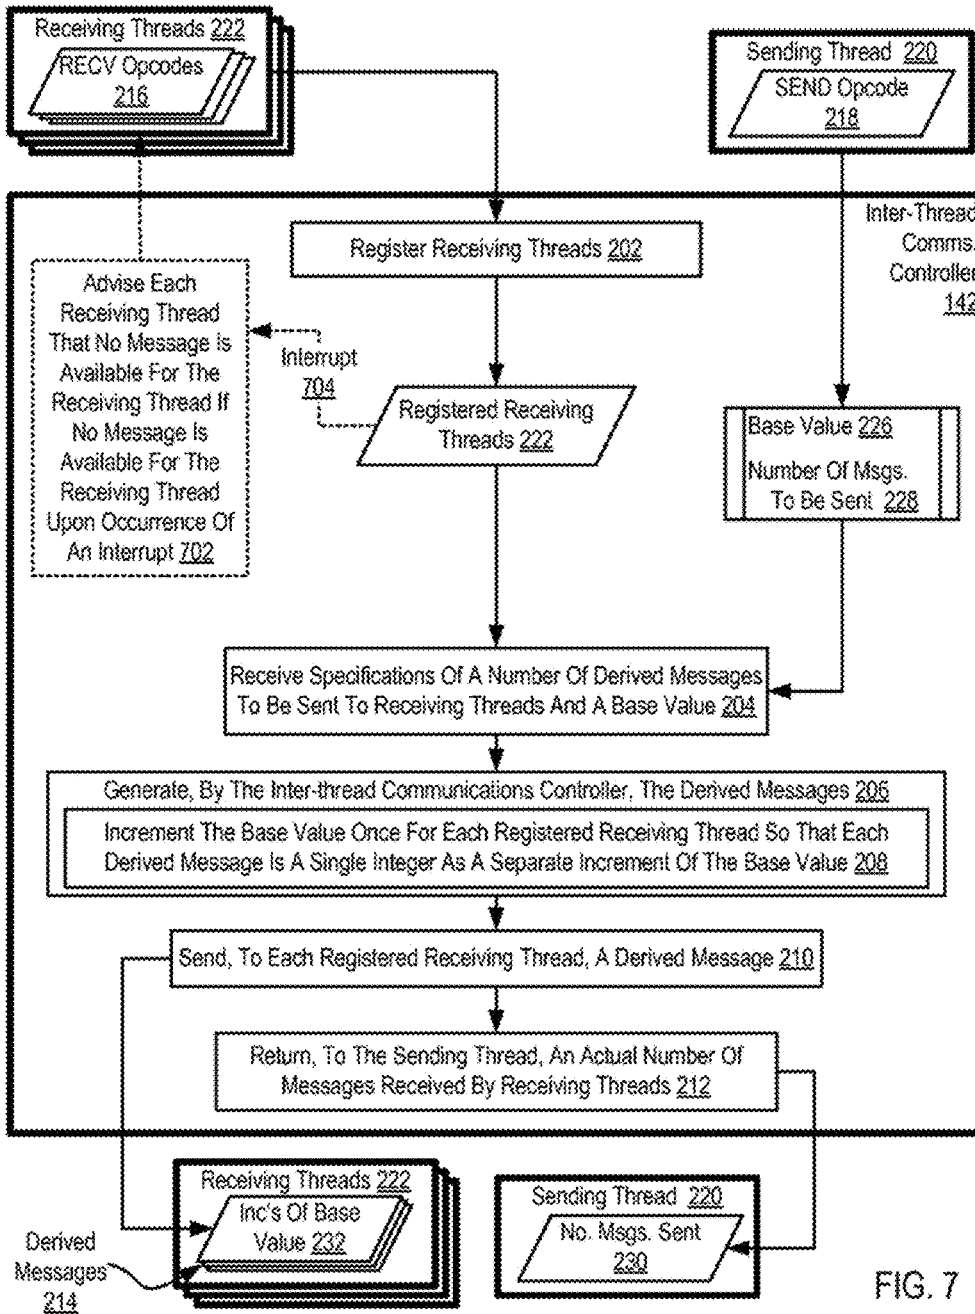 Receiving Threads 222
RECV Opcodes
216
Sending Thread 220
SEND Opcode
218
Inter-Thread
Comms.
Controller
142
Register Receiving Threads 202
Advise Each
Receiving Thread
That No Message Is
Available For The
Receiving Thread If
No Message Is
Available For The
Receiving Thread
Upon Occurrence Of
An Interrupt 702
Interrupt
704
Registered Receiving
Threads 222
Base Value 226
Number Of Msgs.
To Be Sent 228
Receive Specifications Of A Number Of Derived Messages
To Be Sent To Receiving Threads And A Base Value 204
Generate, By The Inter-thread Communications Controller, The Derived Messages 206
Increment The Base Value Once For Each Registered Receiving Thread So That Each
Derived Message Is A Single Integer As A Separate Increment Of The Base Value 208
Send, To Each Registered Receiving Thread, A Derived Message 210
Return, To The Sending Thread, An Actual Number Of
Messages Received By Receiving Threads 212
Receiving Threads 222
Inc's Of Base
Value 232
Derived
Messages
214
Sending Thread 220
No. Msgs. Sent
230
FIG. 7